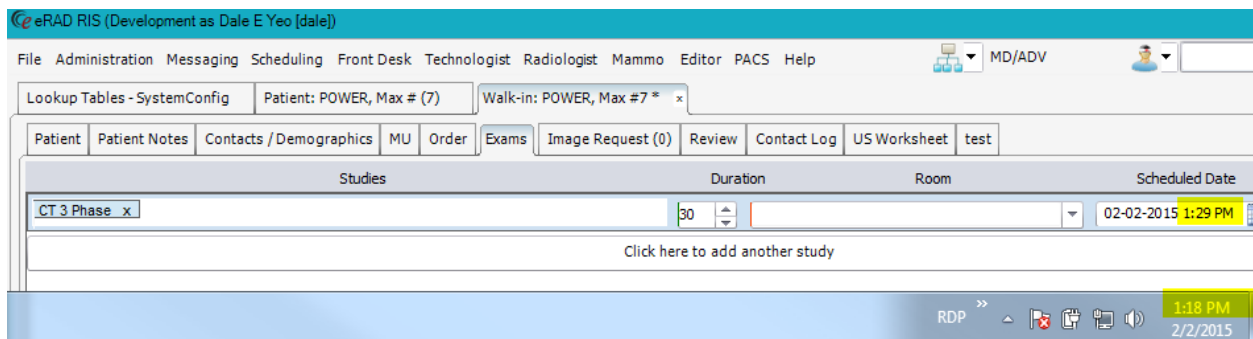 eRAD RIS (Development as Dale E Yeo [dale])
File Administration Messaging Scheduling Front Desk Technologist Radiologist Mammo Editor PACS Help MD/ADV
Lookup Tables - SystemConfig Patient: POWER, Max # (7) Walk-in: POWER, Max #7 * x
Patient Patient Notes Contacts / Demographics MU Order Exams Image Request (0) Review Contact Log US Worksheet test
Studies Duration Room Scheduled Date
CT 3 Phase x 30 02-02-2015 1:29 PM
Click here to add another study
RDP 1:18 PM
2/2/2015